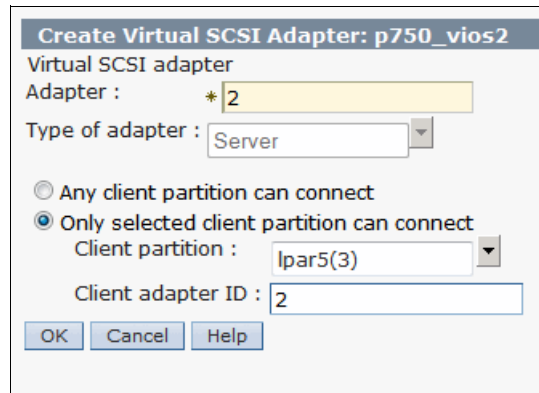 Create Virtual SCSI Adapter: p750_vios2
Virtual SCSI adapter
Adapter : * 2
Type of adapter : Server
Any client partition can connect
Only selected client partition can connect
Client partition : lpar5(3)
Client adapter ID : 2
OK Cancel Help